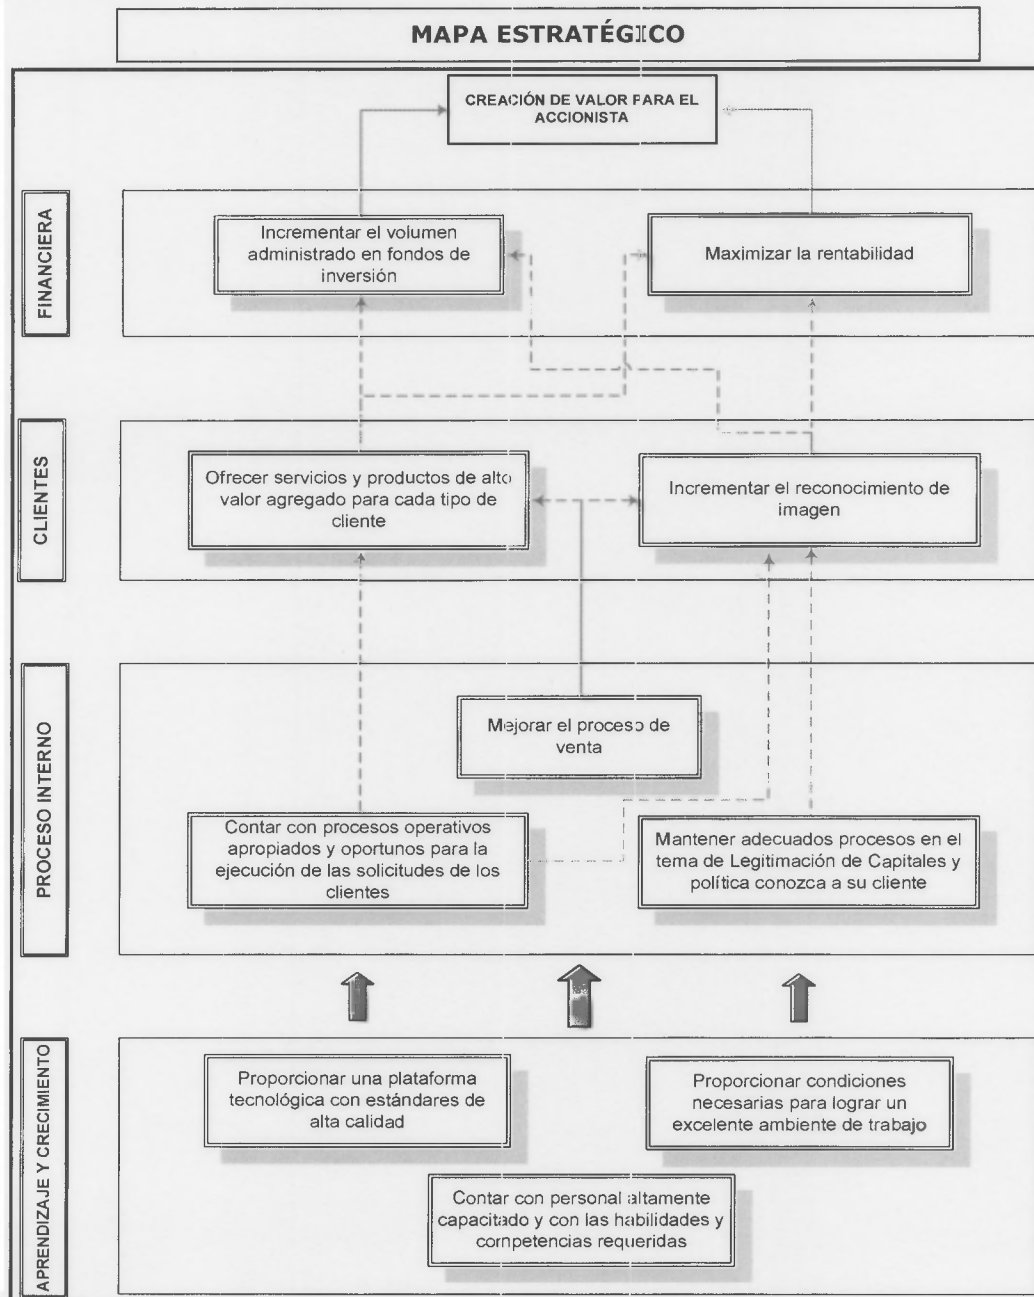 MAPA ESTRATÉGICO
CREACIÓN DE VALOR PARA EL
ACCIONISTA
FINANCIERA
Incrementar el volumen
administrado en fondos de
inversión
Maximizar la rentabilidad
CLIENTES
Ofrecer servicios y productos de alto
valor agregado para cada tipo de
cliente
Incrementar el reconocimiento de
imagen
PROCESO INTERNO
Mejorar el proceso de
venta
Contar con procesos operativos
apropiados y oportunos para la
ejecución de las solicitudes de los
clientes
Mantener adecuados procesos en el
tema de Legitimación de Capitales y
política conozca a su cliente
APRENDIZAJE Y CRECIMIENTO
Proporcionar una plataforma
tecnológica con estándares de
alta calidad
Proporcionar condiciones
necesarias para lograr un
excelente ambiente de trabajo
Contar con personal altamente
capacitado y con las habilidades y
competencias requeridas